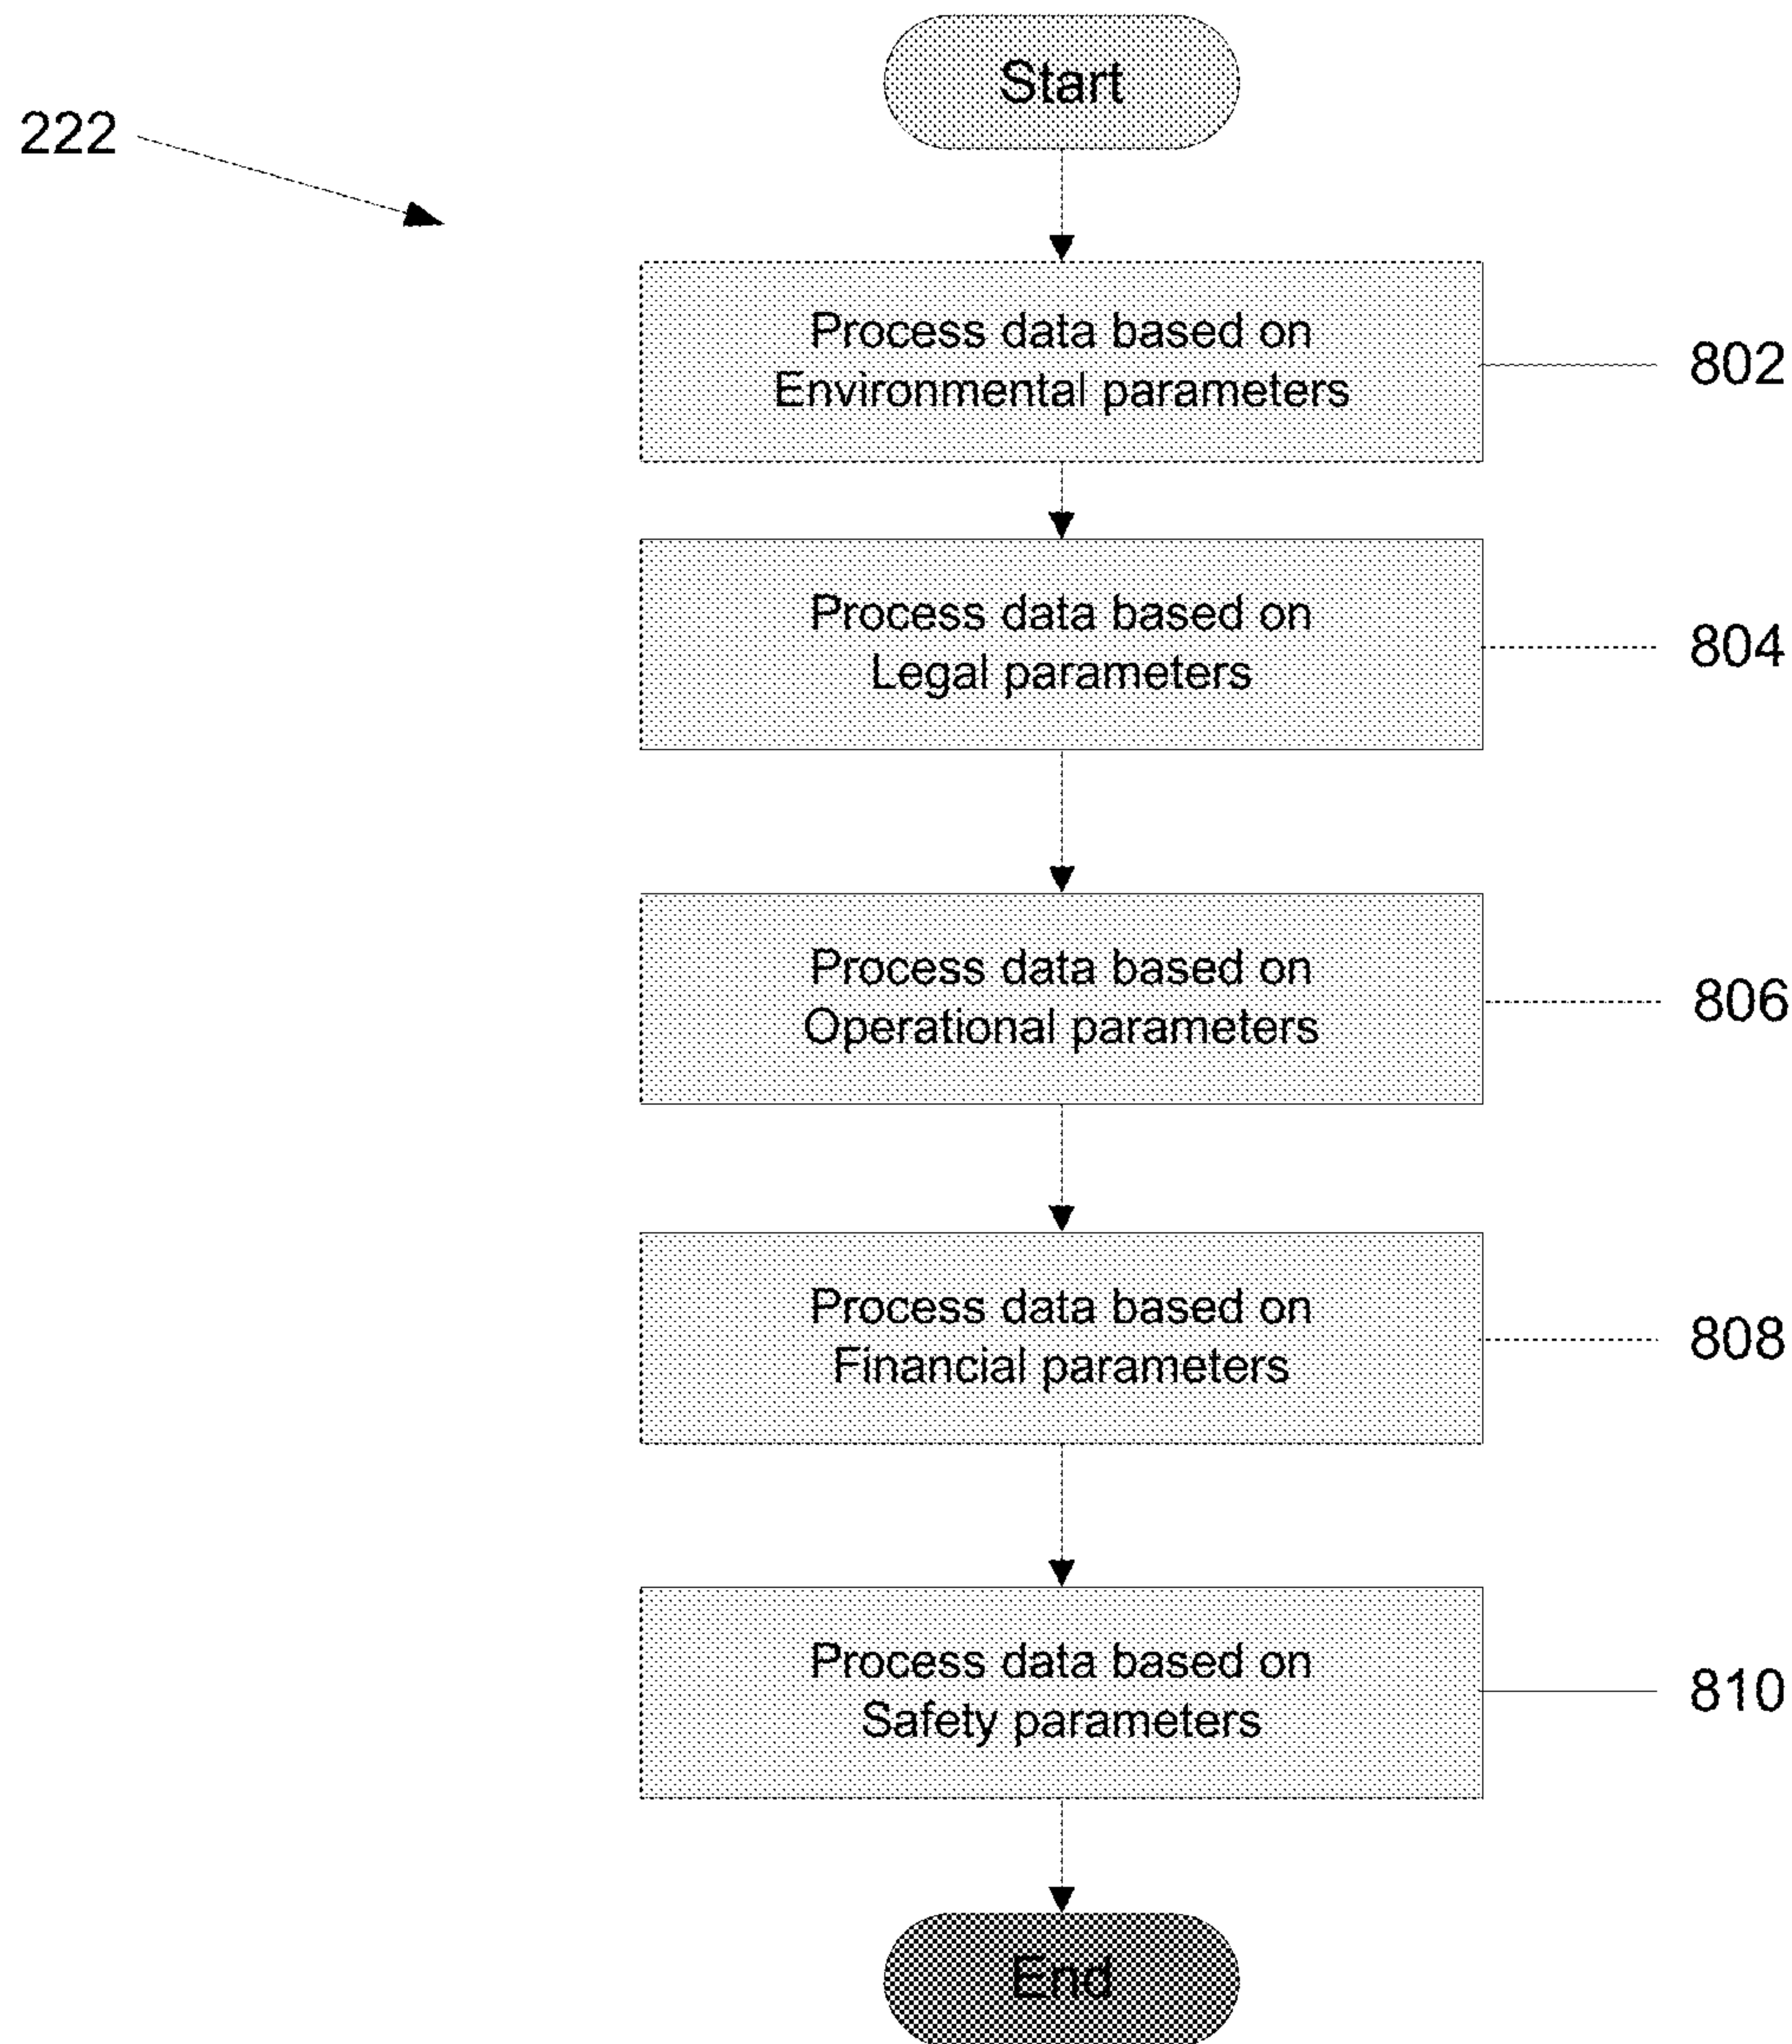 Start
222
Process data based on
Environmental parameters
802
Process data based on
Legal parameters
804
Process data based on
Operational parameters
806
Process data based on
Financial parameters
808
Process data based on
Safety parameters
810
End